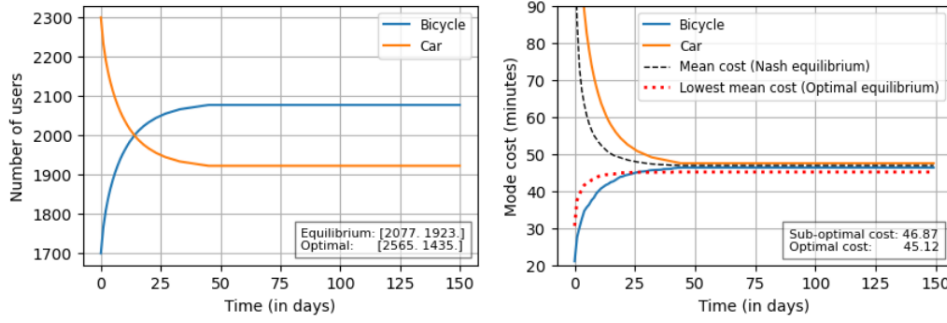 2300
2200
2100
2000
1900
1800
1700
Number of users
Bicycle
Car
Equilibrium: [2077. 1923.]
Optimal: [2565. 1435.]
0 25 50 75 100 125 150
Time (in days)
90
80
70
60
50
40
30
20
Mode cost (minutes)
Bicycle
Car
Mean cost (Nash equilibrium)
Lowest mean cost (Optimal equilibrium)
Sub-optimal cost: 46.87
Optimal cost: 45.12
0 25 50 75 100 125 150
Time (in days)